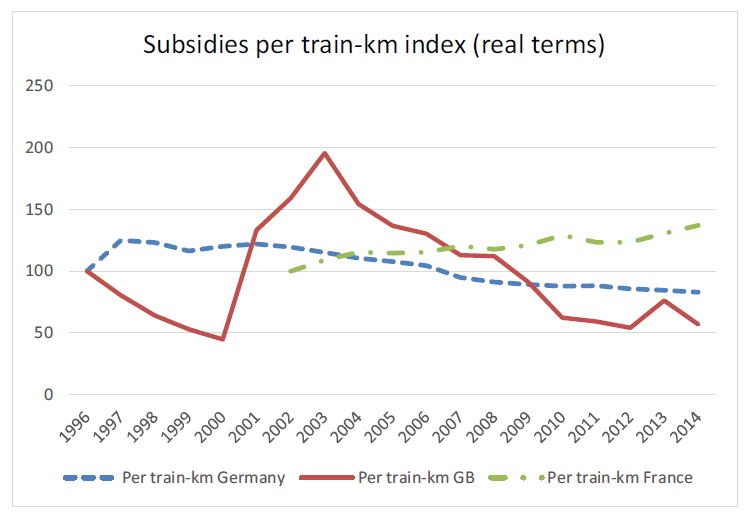 Subsidies per train-km index (real terms)
250
200
150
100
50
0
1996 1997 1998 1999 2000 2001 2002 2003 2004 2005 2006 2007 2008 2009 2010 2011 2012 2013 2014
Per train-km Germany Per train-km GB Per train-km France